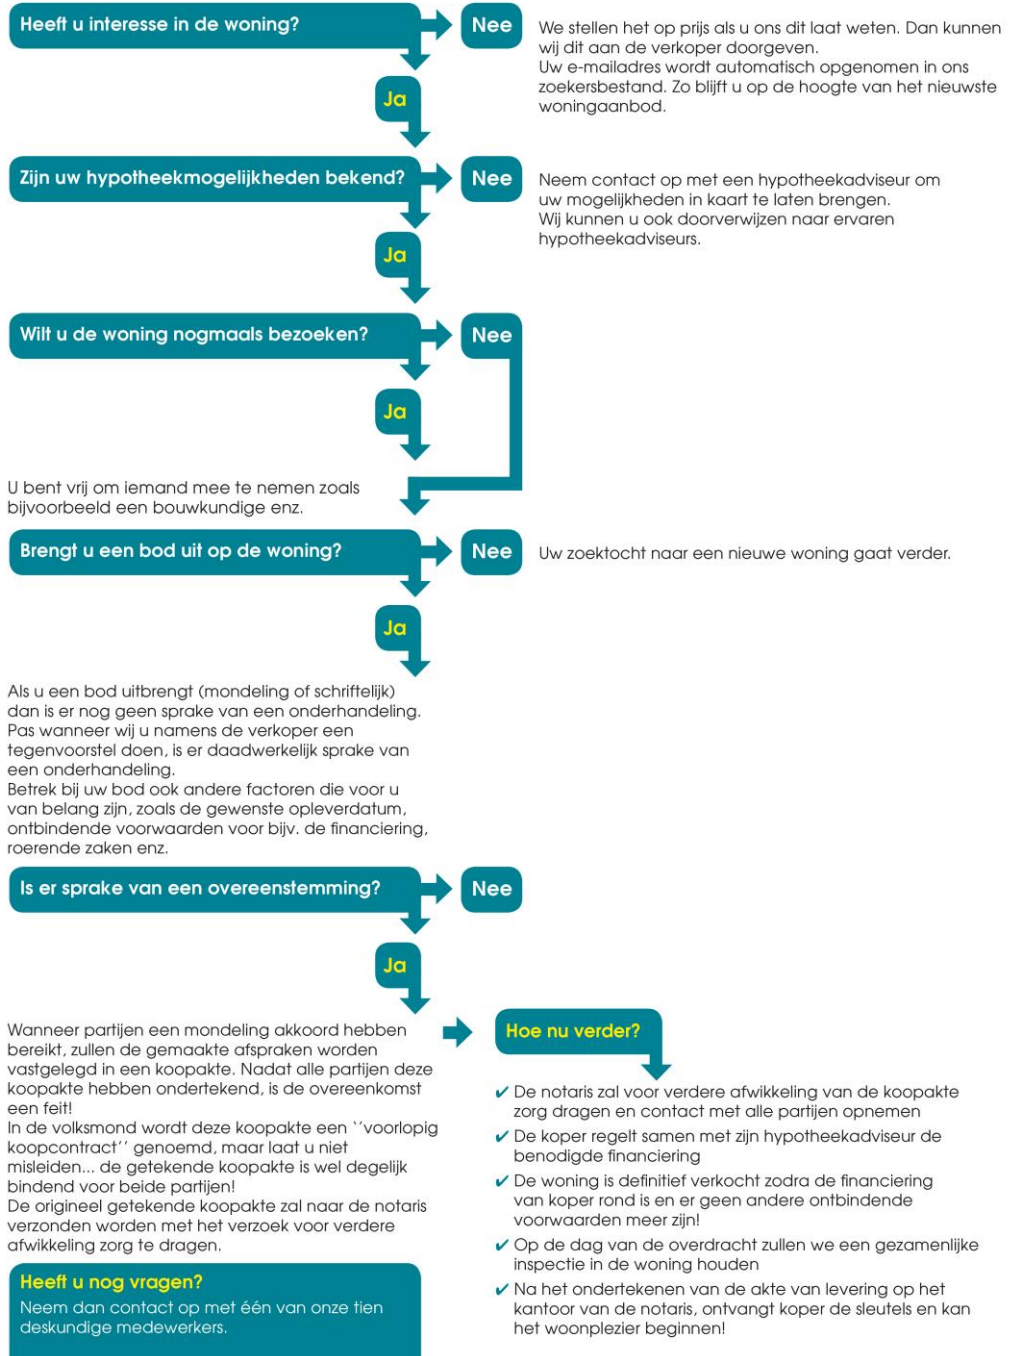 Heeft u interesse in de woning?
Nee
We stellen het op prijs als u ons dit laat weten. Dan kunnen
wij dit aan de verkoper doorgeven.
Uw e-mailadres wordt automatisch opgenomen in ons
zoekersbestand. Zo blijft u op de hoogte van het nieuwste
woningaanbod.
Ja
Zijn uw hypotheekmogelijkheden bekend?
Nee
Neem contact op met een hypotheekadviseur om
uw mogelijkheden in kaart te laten brengen.
Wij kunnen u ook doorverwijzen naar ervaren
hypotheekadviseurs.
Ja
Wilt u de woning nogmaals bezoeken?
Nee
Ja
U bent vrij om iemand mee te nemen zoals
bijvoorbeeld een bouwkundige enz.
Brengt u een bod uit op de woning?
Nee
Uw zoektocht naar een nieuwe woning gaat verder.
Ja
Als u een bod uitbrengt (mondeling of schriftelijk)
dan is er nog geen sprake van een onderhandeling.
Pas wanneer wij u namens de verkoper een
tegenvoorstel doen, is er daadwerkelijk sprake van
een onderhandeling.
Betrek bij uw bod ook andere factoren die voor u
van belang zijn, zoals de gewenste opleverdatum,
ontbindende voorwaarden voor bijv. de financiering,
roerende zaken enz.
Is er sprake van een overeenstemming?
Nee
Ja
Wanneer partijen een mondeling akkoord hebben
bereikt, zullen de gemaakte afspraken worden
vastgelegd in een koopakte. Nadat alle partijen deze
koopakte hebben ondertekend, is de overeenkomst
een feit!
In de volksmond wordt deze koopakte een ‘‘voorlopig
koopcontract’’ genoemd, maar laat u niet
misleiden... de getekende koopakte is wel degelijk
bindend voor beide partijen!
De origineel getekende koopakte zal naar de notaris
verzonden worden met het verzoek voor verdere
afwikkeling zorg te dragen.
Heeft u nog vragen?
Neem dan contact op met één van onze tien
deskundige medewerkers.
Hoe nu verder?
✔ De notaris zal voor verdere afwikkeling van de koopakte
zorg dragen en contact met alle partijen opnemen
✔ De koper regelt samen met zijn hypotheekadviseur de
benodigde financiering
✔ De woning is definitief verkocht zodra de financiering
van koper rond is en er geen andere ontbindende
voorwaarden meer zijn!
✔ Op de dag van de overdracht zullen we een gezamenlijke
inspectie in de woning houden
✔ Na het ondertekenen van de akte van levering op het
kantoor van de notaris, ontvangt koper de sleutels en kan
het woonplezier beginnen!